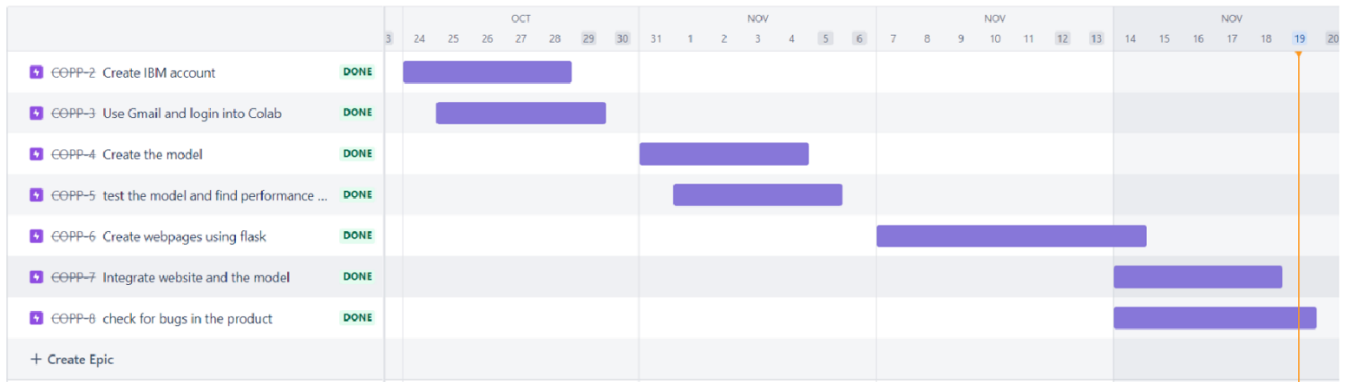 OCT NOV NOV NOV
3 24 25 26 27 28 29 30 31 1 2 3 4 5 6 7 8 9 10 11 12 13 14 15 16 17 18 19 20
COPP-2 Create IBM account DONE
COPP-3 Use Gmail and login into Colab DONE
COPP-4 Create the model DONE
COPP-5 test the model and find performance ... DONE
COPP-6 Create webpages using flask DONE
COPP-7 Integrate website and the model DONE
COPP-8 check for bugs in the product DONE
+ Create Epic